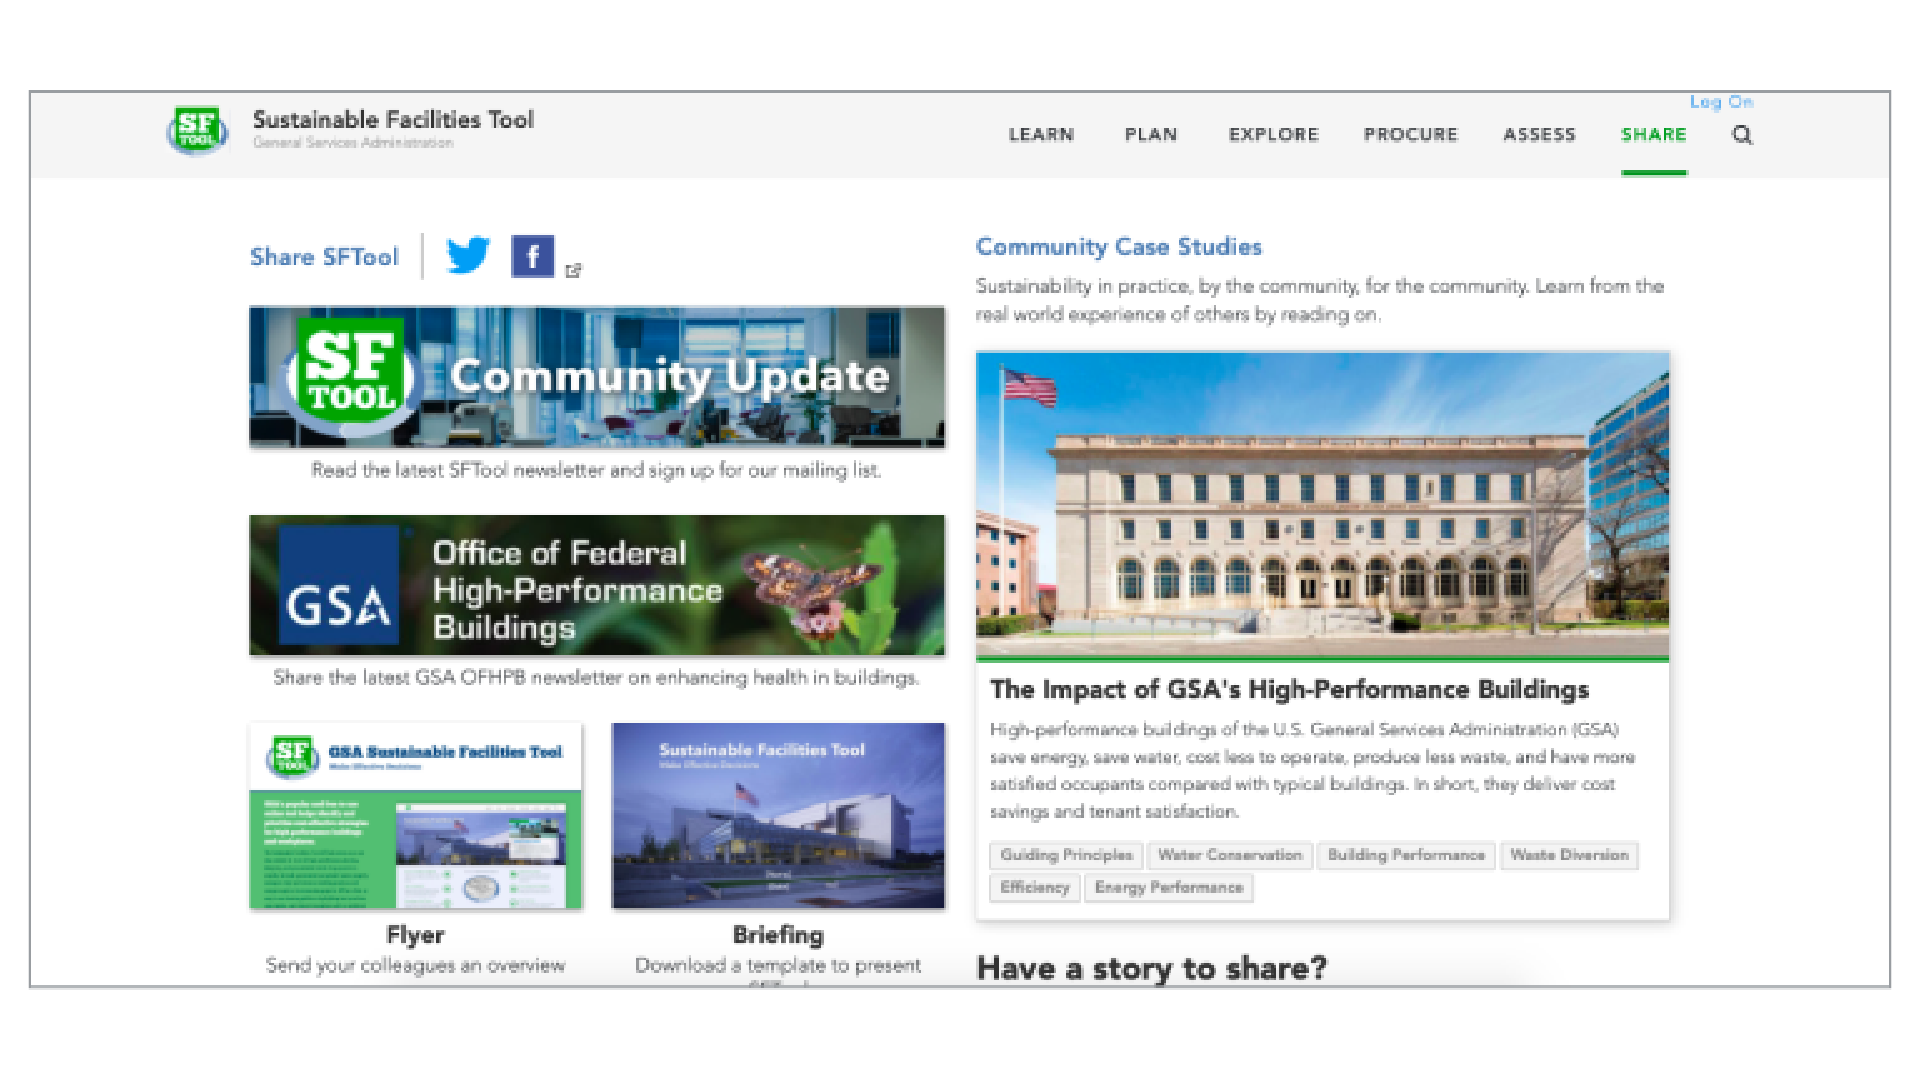 SF
TOOL
Sustainable Facilities Tool
General Services Administration
Log On
LEARN PLAN EXPLORE PROCURE ASSESS SHARE
Share SFTool
f
SF
TOOL
Community Update
Read the latest SFTool newsletter and sign up for our mailing list.
GSA
Office of Federal
High-Performance
Buildings
Share the latest GSA OFHPB newsletter on enhancing health in buildings.
SF
TOOL
GSA Sustainable Facilities Tool
Make Effective Decisions
Flyer
Send your colleagues an overview
Sustainable Facilities Tool
Make Effective Decisions
Briefing
Download a template to present
Community Case Studies
Sustainability in practice, by the community, for the community. Learn from the
real world experience of others by reading on.
The Impact of GSA's High-Performance Buildings
High-performance buildings of the U.S. General Services Administration (GSA)
save energy, save water, cost less to operate, produce less waste, and have more
satisfied occupants compared with typical buildings. In short, they deliver cost
savings and tenant satisfaction.
Guiding Principles Water Conservation Building Performance Waste Diversion
Efficiency Energy Performance
Have a story to share?